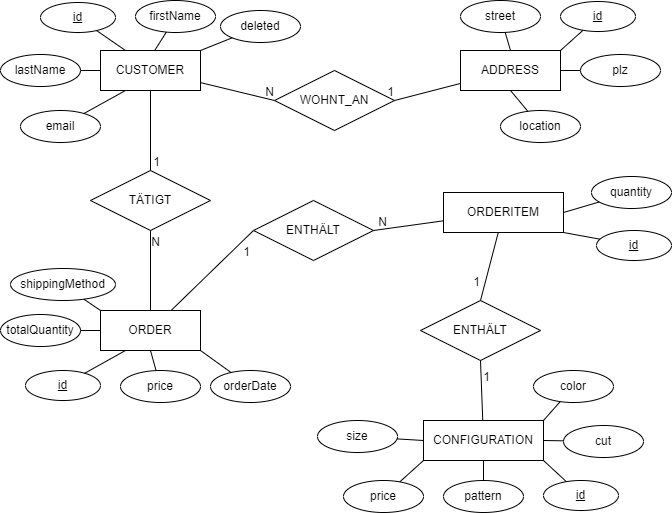 id
firstName
deleted
street
id
lastName
CUSTOMER
ADDRESS
plz
N
WOHNT_AN
1
email
location
1
TÄTIGT
quantity
ORDERITEM
N
ENTHÄLT
N
1
id
shippingMethod
1
totalQuantity
ORDER
ENTHÄLT
id
price
orderDate
1
color
size
CONFIGURATION
cut
price
pattern
id